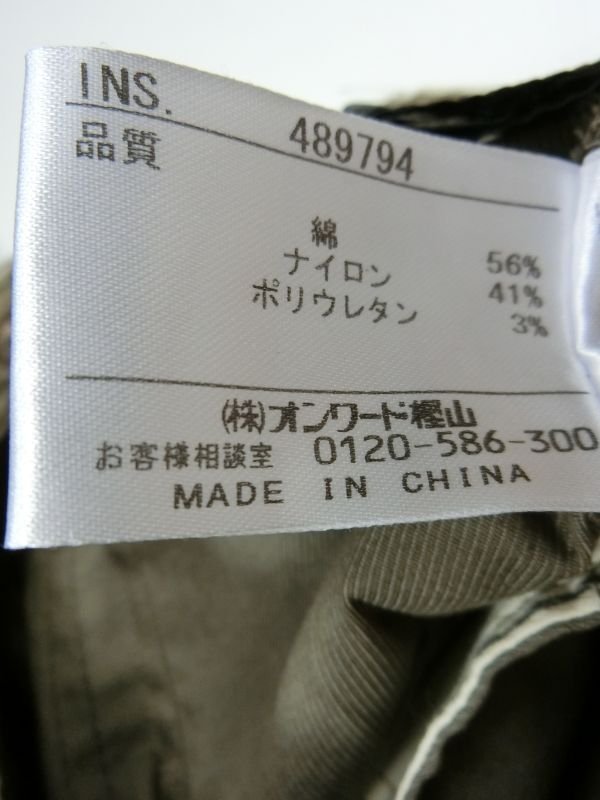 INS.
品質 489794
綿 56%
ナイロン 41%
ポリウレタン 3%
(株)オンワード樫山
お客様相談室 0120-586-300
MADE IN CHINA